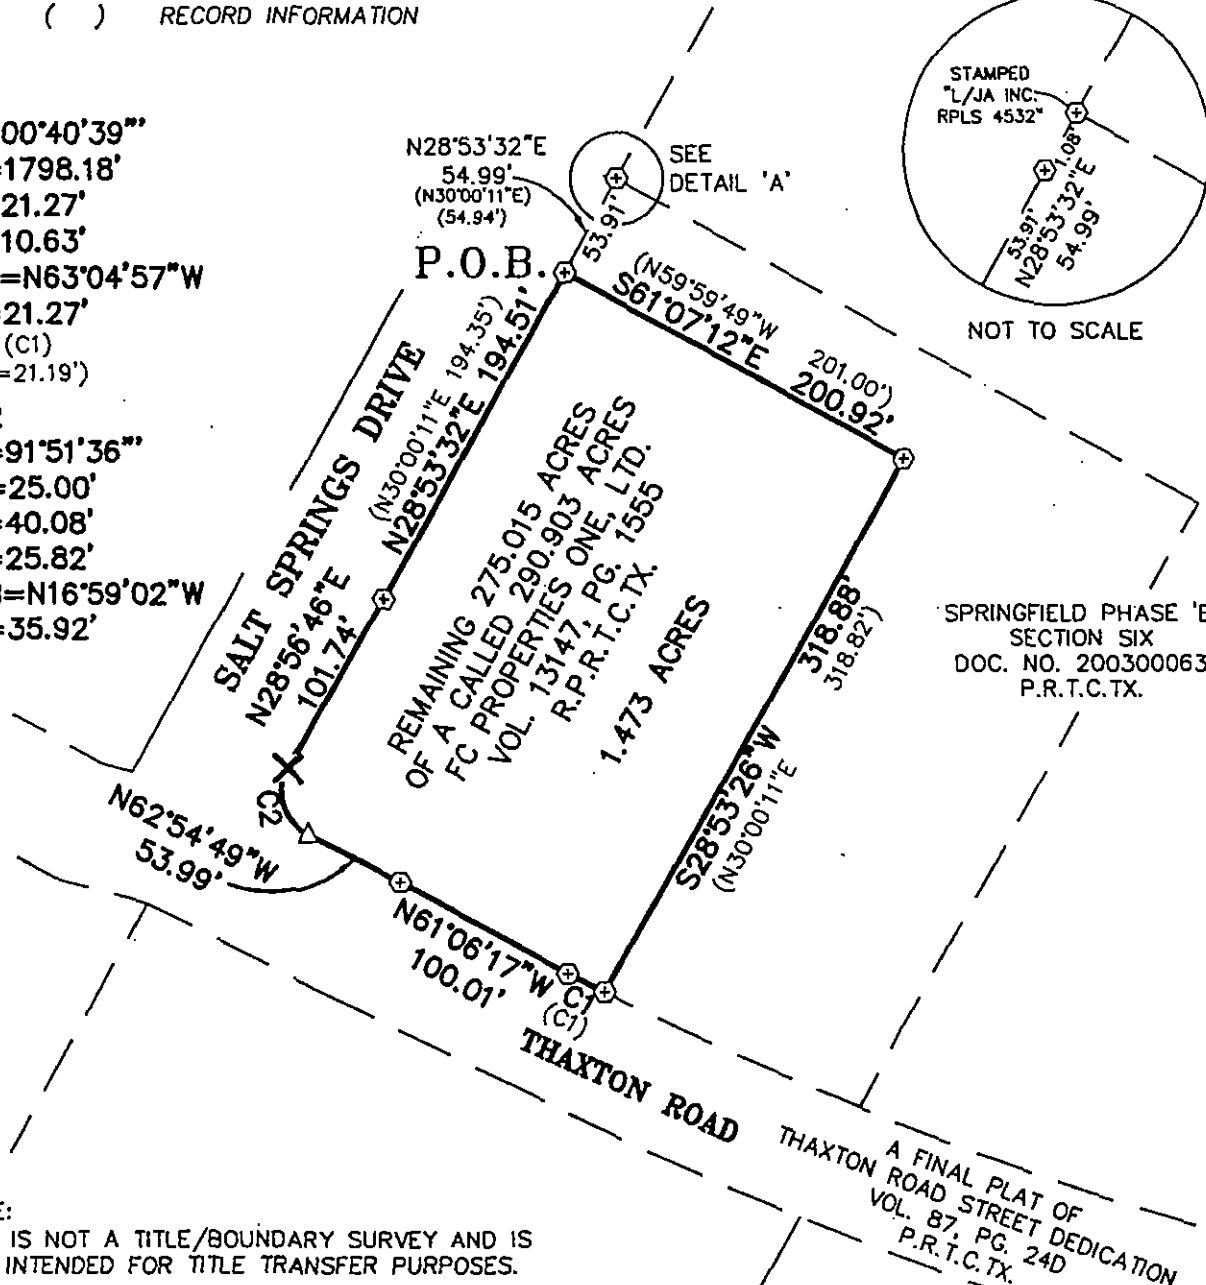 ( ) RECORD INFORMATION
00°40'39"'
=1798.18'
21.27'
10.63'
=N63°04'57"W
=21.27'
(C1)
=21.19')
=91°51'36"'
=25.00'
=40.08'
=25.82'
=N16°59'02"W
=35.92'
N28°53'32"E
54.99'
(N30°00'11"E)
(54.94')
SEE
DETAIL 'A'
53.91'
P.O.B.
STAMPED
"L/JA INC.
RPLS 4532"
1.08'
53.91'
N28°53'32"E
54.99'
NOT TO SCALE
(N59°59'49"W 201.00')
S61°07'12"E 200.92'
SALT SPRINGS DRIVE
(N30°00'11"E 194.35')
N28°53'32"E 194.51'
N28°56'46"E
101.74'
REMAINING 275.015 ACRES
OF A CALLED 290.903 ACRES
FC PROPERTIES ONE, LTD.
VOL. 13147, PG. 1555
R.P.R.T.C.TX.
1.473 ACRES
318.88'
318.82')
S28°53'26"W
(N30°00'11"E
SPRINGFIELD PHASE 'B
SECTION SIX
DOC. NO. 200300063
P.R.T.C.TX.
C2
N62°54'49"W
53.99'
N61°06'17"W
100.01'
C1
(C1)
THAXTON ROAD
A FINAL PLAT OF
THAXTON ROAD STREET DEDICATION
VOL. 87, PG. 24D
P.R.T.C.TX.
E:
IS NOT A TITLE/BOUNDARY SURVEY AND IS
INTENDED FOR TITLE TRANSFER PURPOSES.